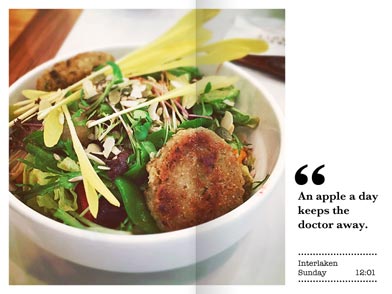 “
An apple a day
keeps the
doctor away.
Interlaken
Sunday 12:01